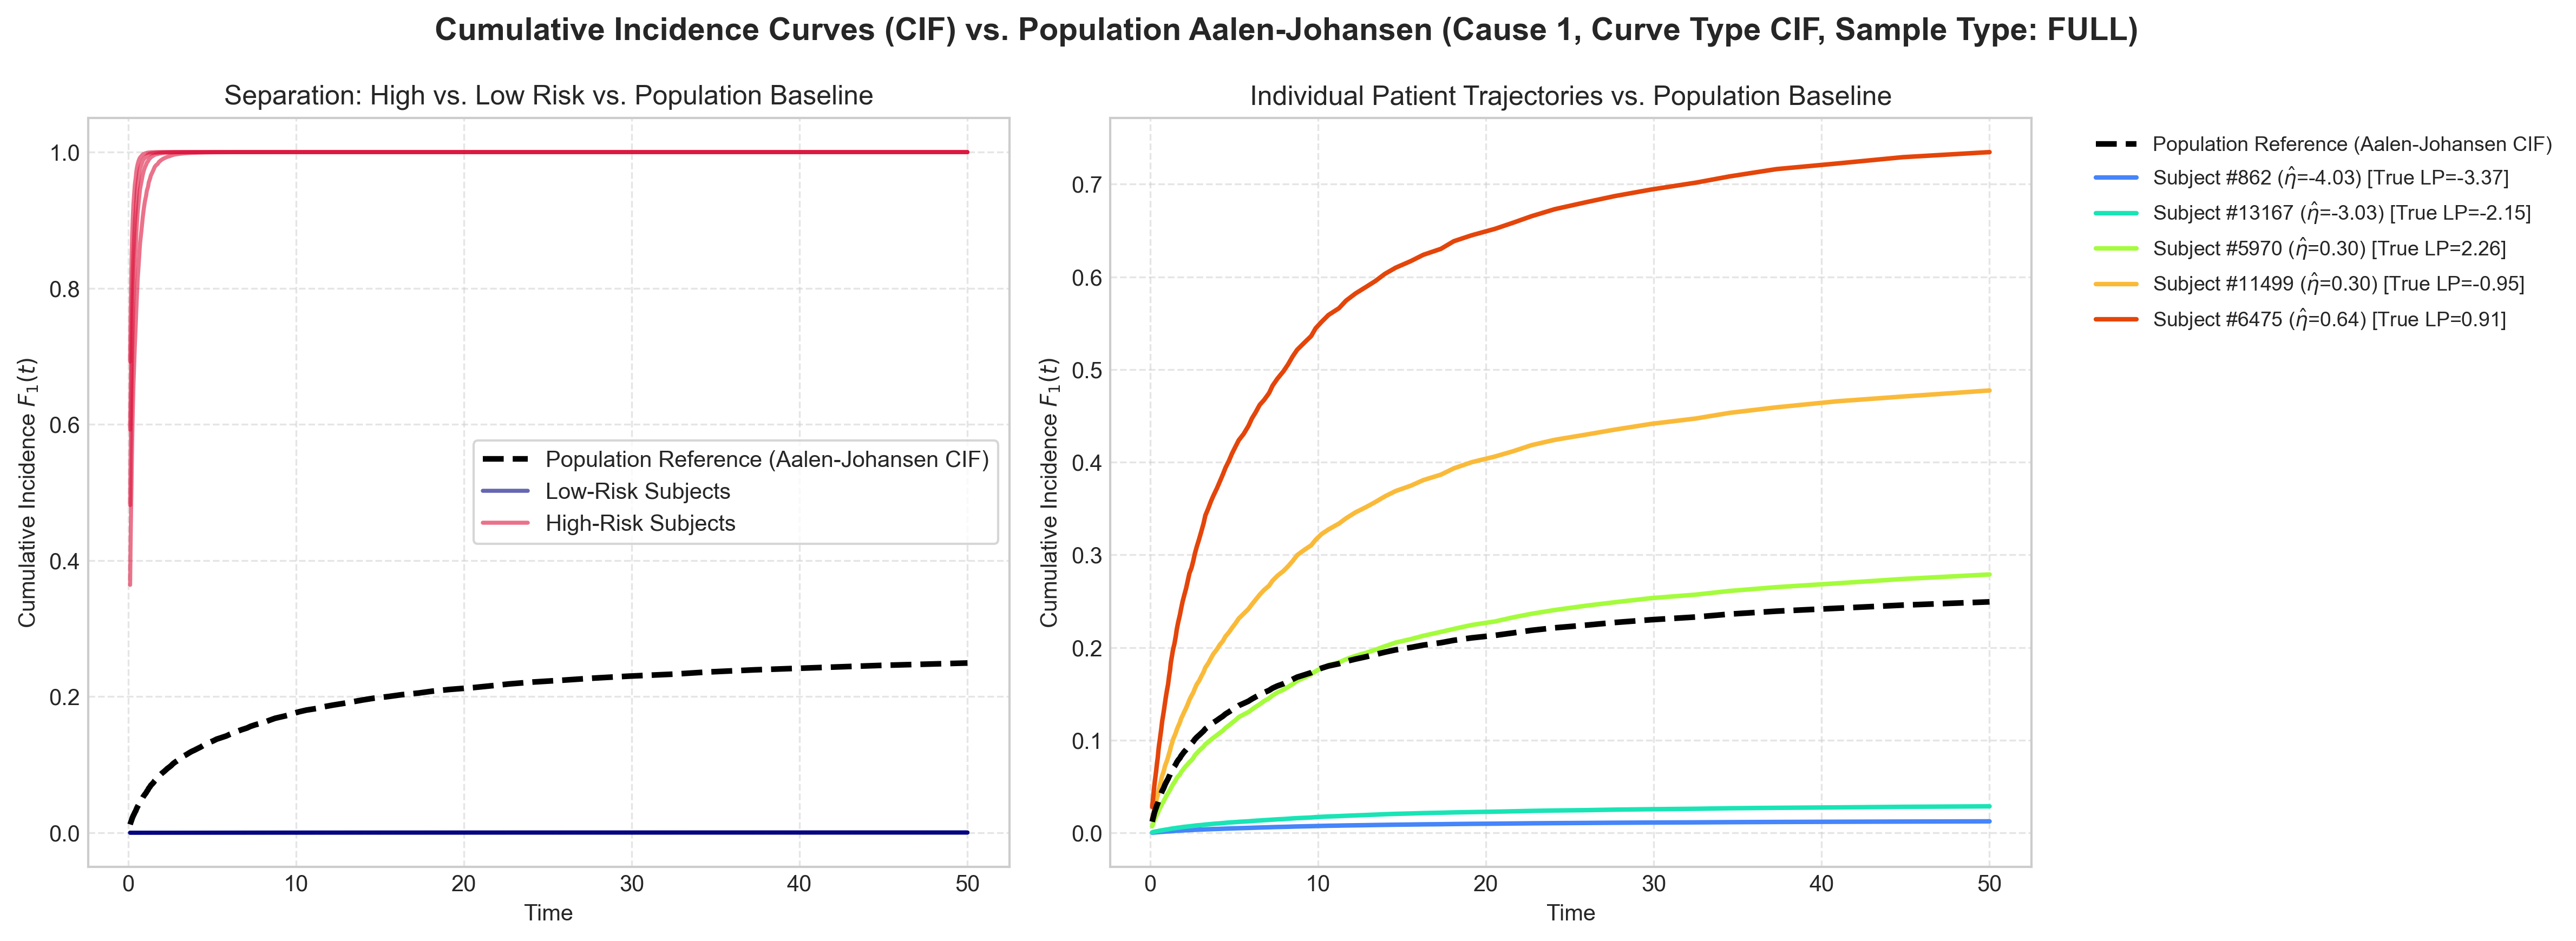 Cumulative Incidence Curves (CIF) vs. Population Aalen-Johansen (Cause 1, Curve Type CIF, Sample Type: FULL)
Separation: High vs. Low Risk vs. Population Baseline
Cumulative Incidence F₁(t)
1.0
0.8
0.6
0.4
0.2
0.0
Population Reference (Aalen-Johansen CIF)
Low-Risk Subjects
High-Risk Subjects
0 10 20 30 40 50
Time
Individual Patient Trajectories vs. Population Baseline
Cumulative Incidence F₁(t)
0.7
0.6
0.5
0.4
0.3
0.2
0.1
0.0
0 10 20 30 40 50
Time
Population Reference (Aalen-Johansen CIF)
Subject #862 (η̂=-4.03) [True LP=-3.37]
Subject #13167 (η̂=-3.03) [True LP=-2.15]
Subject #5970 (η̂=0.30) [True LP=2.26]
Subject #11499 (η̂=0.30) [True LP=-0.95]
Subject #6475 (η̂=0.64) [True LP=0.91]